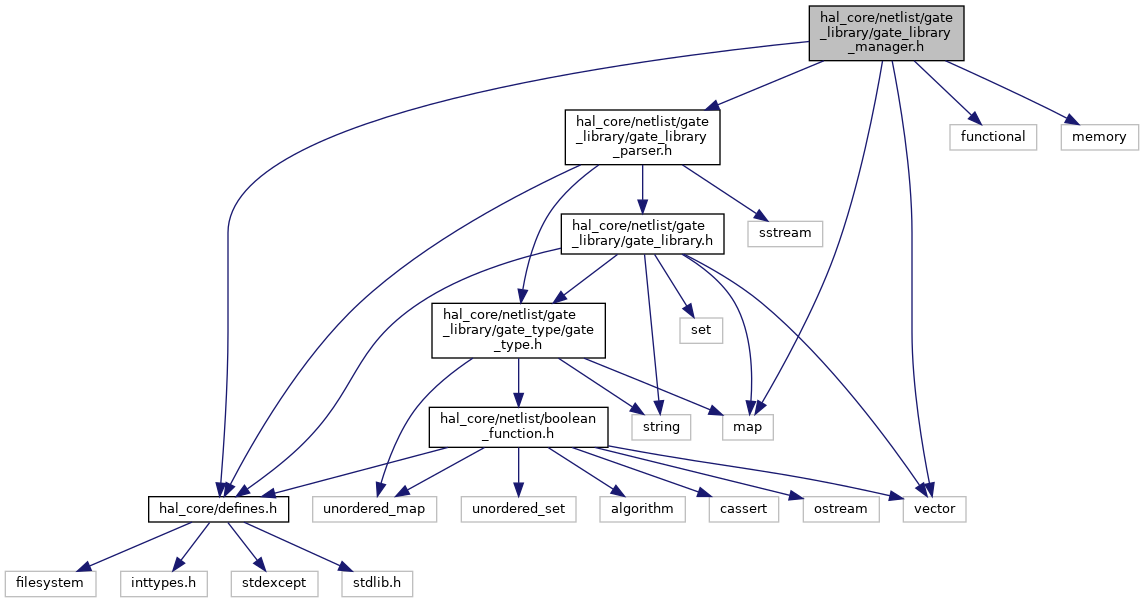 hal_core/netlist/gate
_library/gate_library
_manager.h
hal_core/netlist/gate
_library/gate_library
_parser.h
functional
memory
hal_core/netlist/gate
_library/gate_library.h
sstream
hal_core/netlist/gate
_library/gate_type/gate
_type.h
set
hal_core/netlist/boolean
_function.h
string
map
hal_core/defines.h
unordered_map
unordered_set
algorithm
cassert
ostream
vector
filesystem
inttypes.h
stdexcept
stdlib.h